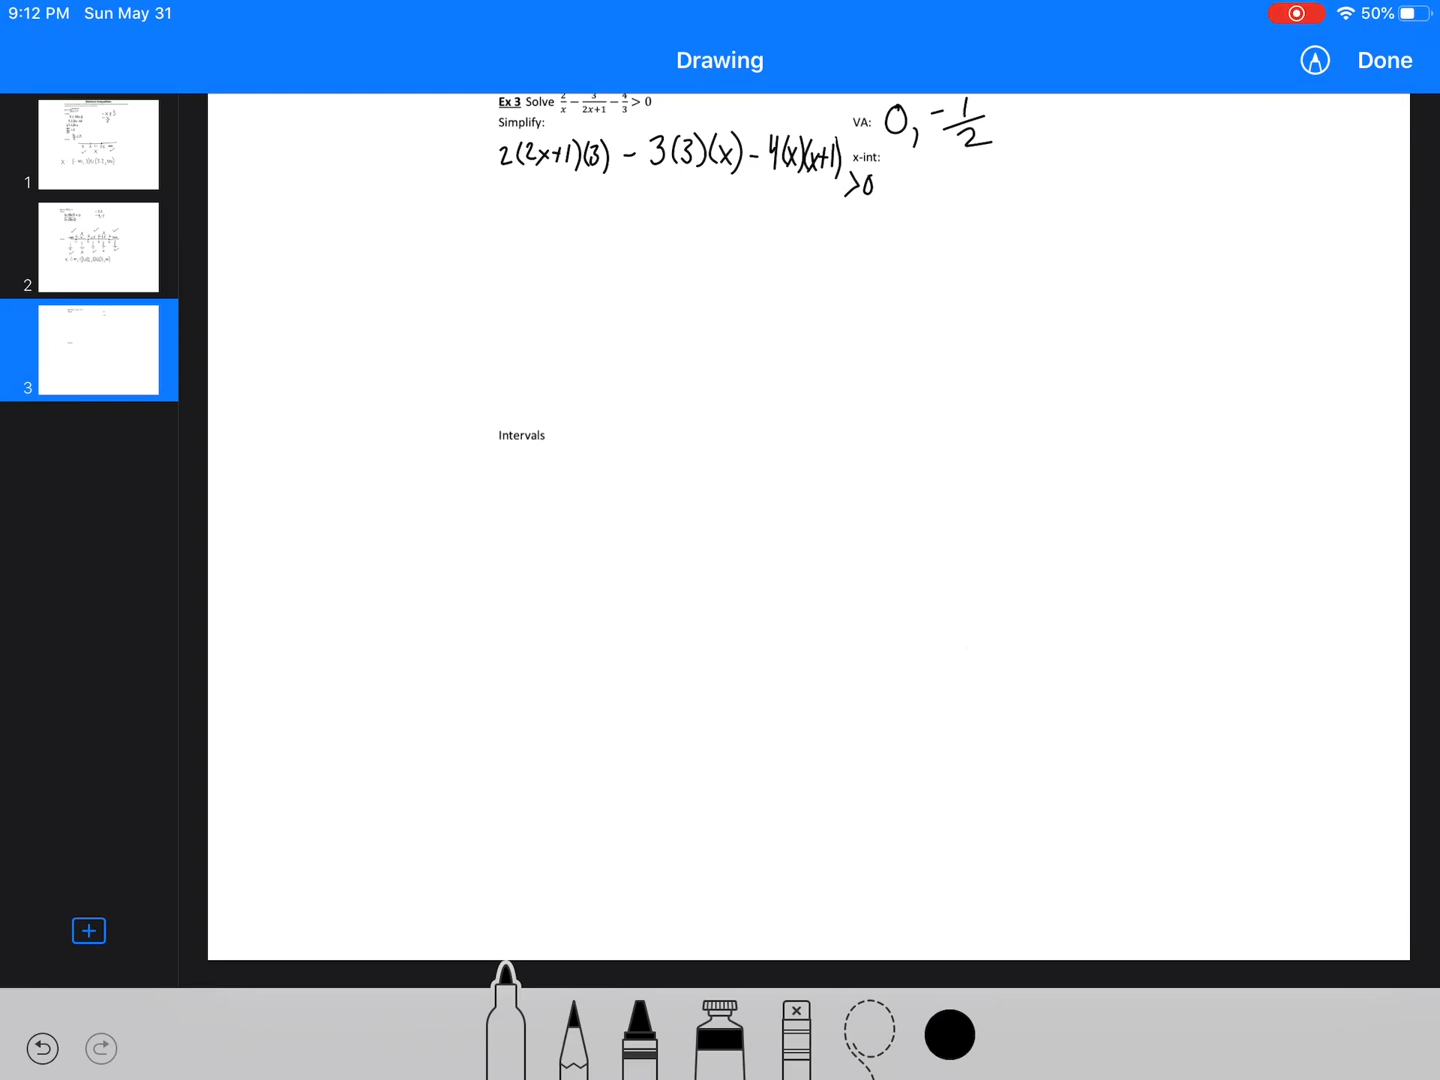 9:12 PM Sun May 31
50%
Drawing
Done
Ex 3 Solve 2/x − 3/(2x+1) − 4/3 > 0
Simplify:
VA: 0, -1/2
2(2x+1)(3) - 3(3)(x) - 4(x)(x+1)
x-int:
>0
Intervals
1
2
3